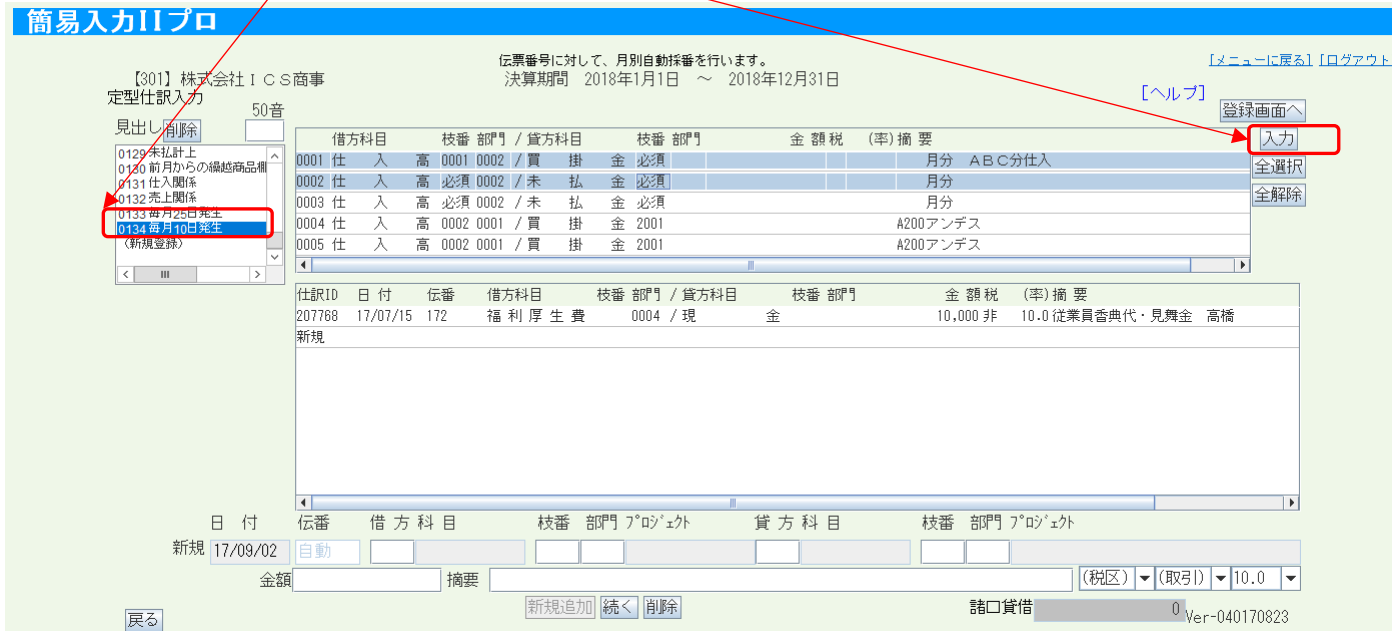 簡易入力IIプロ
伝票番号に対して、月別自動採番を行います。
[メニューに戻る] [ログアウト
【301】株式会社ＩＣＳ商事
決算期間 2018年1月1日 ～ 2018年12月31日
定型仕訳入力
[ヘルプ]
50音
登録画面へ
見出し 削除
入力
全選択
全解除
0129 未払計上
0130 前月からの繰越商品棚
0131 仕入関係
0132 売上関係
0133 毎月25日発生
0134 毎月10日発生
〈新規登録〉
借方科目 枝番 部門 / 貸方科目 枝番 部門 金 額 税 (率) 摘 要
0001 仕 入 高 0001 0002 / 買 掛 金 必須 月分 ＡＢＣ分仕入
0002 仕 入 高 必須 0002 / 未 払 金 必須 月分
0003 仕 入 高 必須 0002 / 未 払 金 必須 月分
0004 仕 入 高 0002 0001 / 買 掛 金 2001 A200アンデス
0005 仕 入 高 0002 0001 / 買 掛 金 2001 A200アンデス
仕訳ID 日 付 伝番 借方科目 枝番 部門 / 貸方科目 枝番 部門 金 額 税 (率) 摘 要
207768 17/07/15 172 福 利 厚 生 費 0004 / 現 金 10,000 非 10.0 従業員香典代・見舞金 高橋
新規
日 付 伝番 借 方 科 目 枝番 部門 ﾌﾟﾛｼﾞｪｸﾄ 貸 方 科 目 枝番 部門 ﾌﾟﾛｼﾞｪｸﾄ
新規 17/09/02 自動
金額 摘要 (税区) (取引) 10.0
新規追加 続く 削除 諸口貸借 0
戻る Ver-040170823